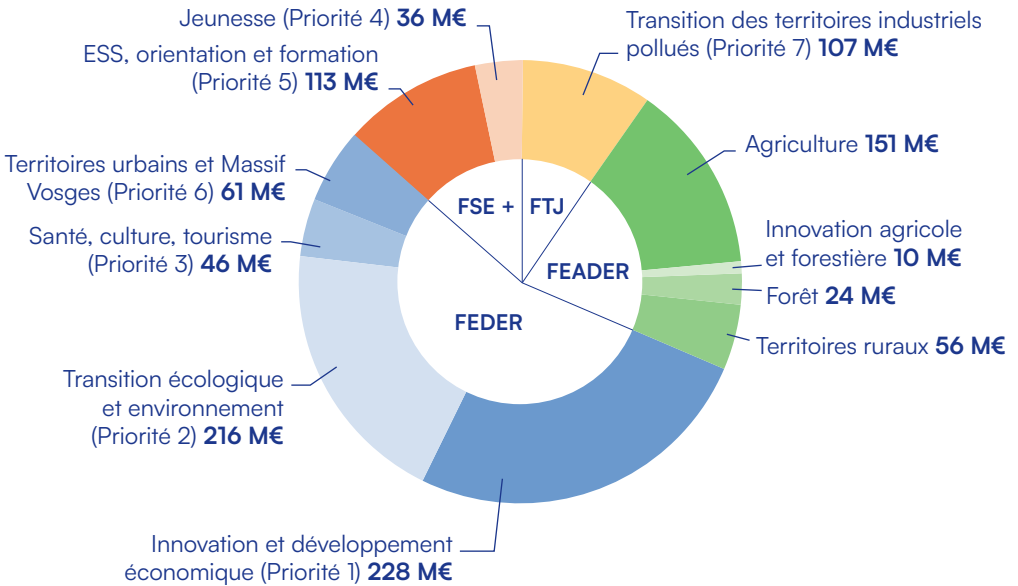 Jeunesse (Priorité 4) 36 M€
ESS, orientation et formation
(Priorité 5) 113 M€
Territoires urbains et Massif
Vosges (Priorité 6) 61 M€
Santé, culture, tourisme
(Priorité 3) 46 M€
Transition écologique
et environnement
(Priorité 2) 216 M€
Innovation et développement
économique (Priorité 1) 228 M€
Transition des territoires industriels
pollués (Priorité 7) 107 M€
Agriculture 151 M€
Innovation agricole
et forestière 10 M€
Forêt 24 M€
Territoires ruraux 56 M€
FSE +
FTJ
FEADER
FEDER